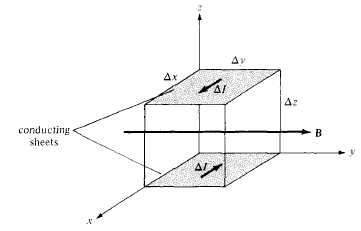 z
Δy
Δx
ΔI
Δz
conducting
sheets
B
ΔI
y
x